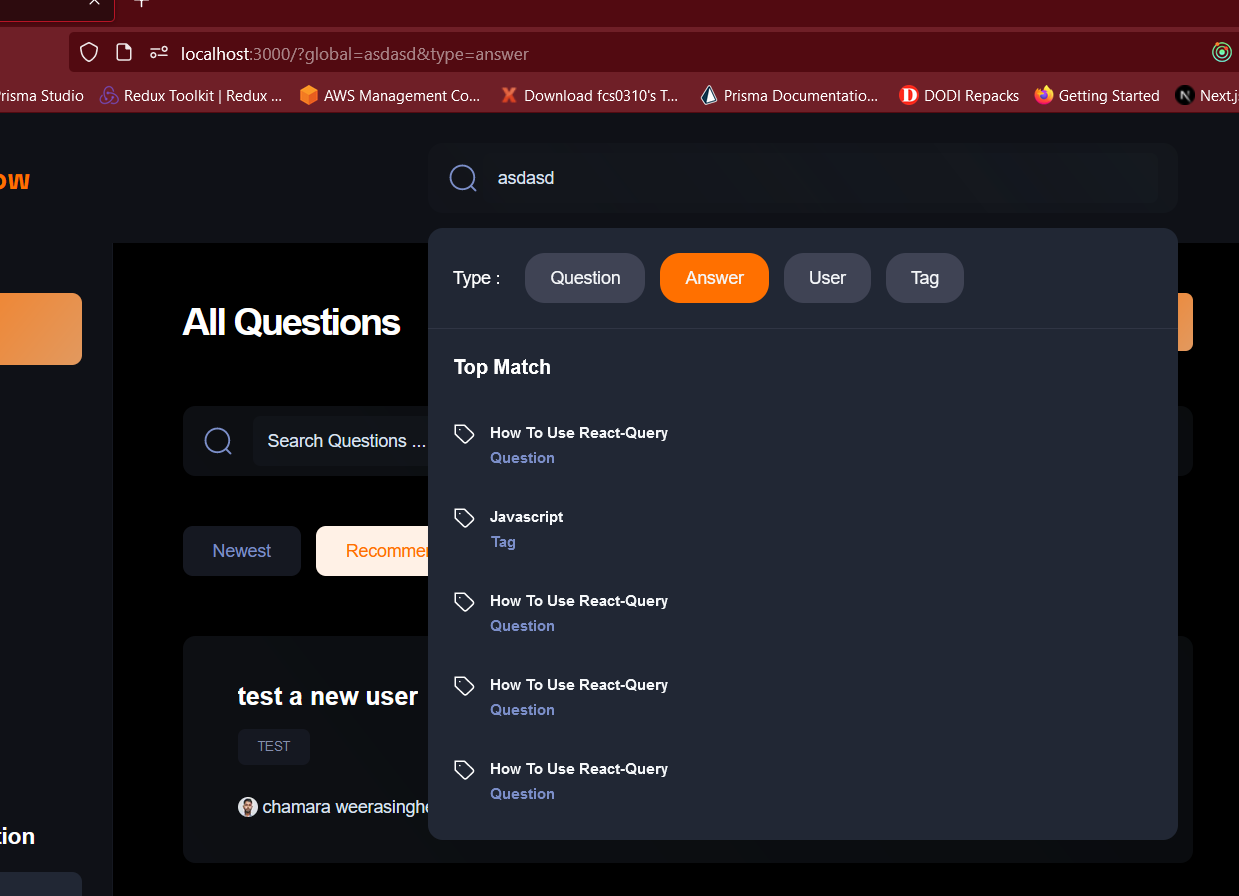 localhost:3000/?global=asdasd&type=answer
risma Studio Redux Toolkit | Redux ... AWS Management Co... Download fcs0310's T... Prisma Documentatio... DODI Repacks Getting Started Next.js
ow
asdasd
Type : Question Answer User Tag
All Questions
Top Match
Search Questions ...
How To Use React-Query
Question
Javascript
Tag
Newest Recommen
How To Use React-Query
Question
How To Use React-Query
Question
test a new user
TEST
How To Use React-Query
Question
chamara weerasinghe
tion